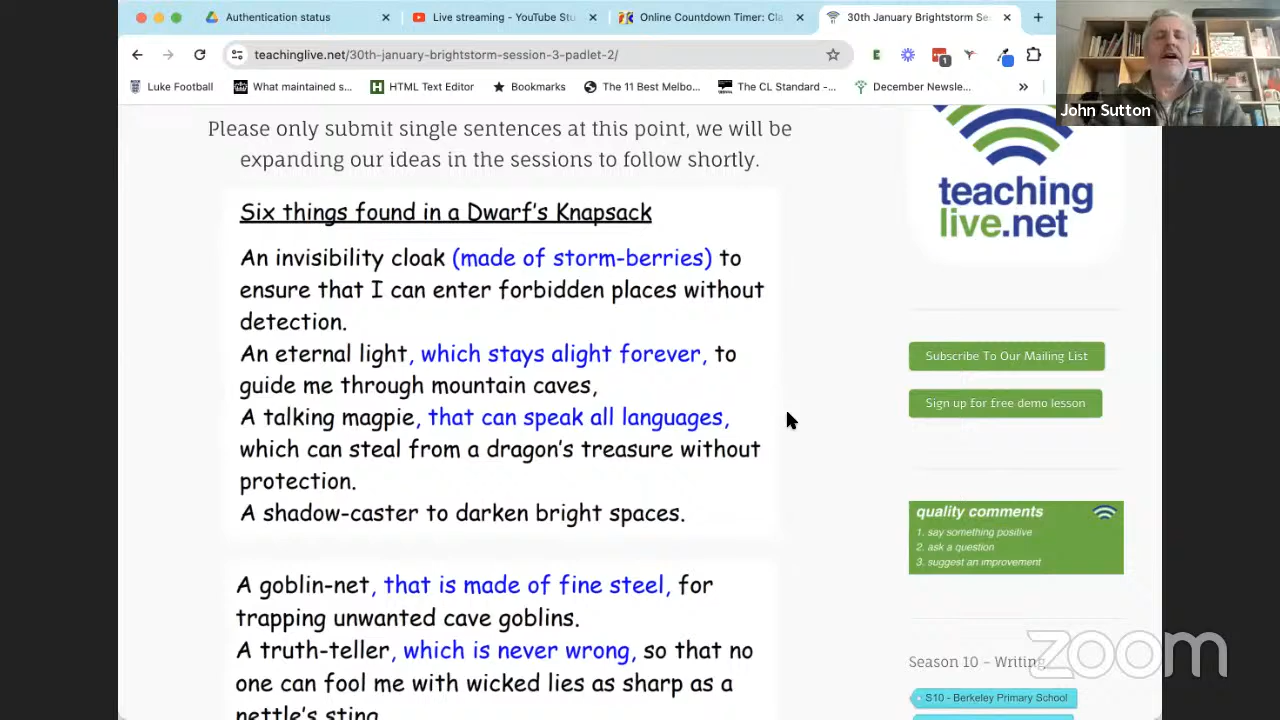 Authentication status
Live streaming - YouTube Stu
Online Countdown Timer: Cla
30th January Brightstorm Se
teachinglive.net/30th-january-brightstorm-session-3-padlet-2/
Luke Football
What maintained s...
HTML Text Editor
Bookmarks
The 11 Best Melbo...
The CL Standard -...
December Newsle...
John Sutton
Please only submit single sentences at this point, we will be
expanding our ideas in the sessions to follow shortly.
Six things found in a Dwarf's Knapsack
An invisibility cloak (made of storm-berries) to
ensure that I can enter forbidden places without
detection.
An eternal light, which stays alight forever, to
guide me through mountain caves,
A talking magpie, that can speak all languages,
which can steal from a dragon's treasure without
protection.
A shadow-caster to darken bright spaces.
A goblin-net, that is made of fine steel, for
trapping unwanted cave goblins.
A truth-teller, which is never wrong, so that no
one can fool me with wicked lies as sharp as a
nettle's sting
teaching
live.net
Subscribe To Our Mailing List
Sign up for free demo lesson
quality comments
1. say something positive
2. ask a question
3. suggest an improvement
Season 10 – Writing
S10 - Berkeley Primary School
zoom